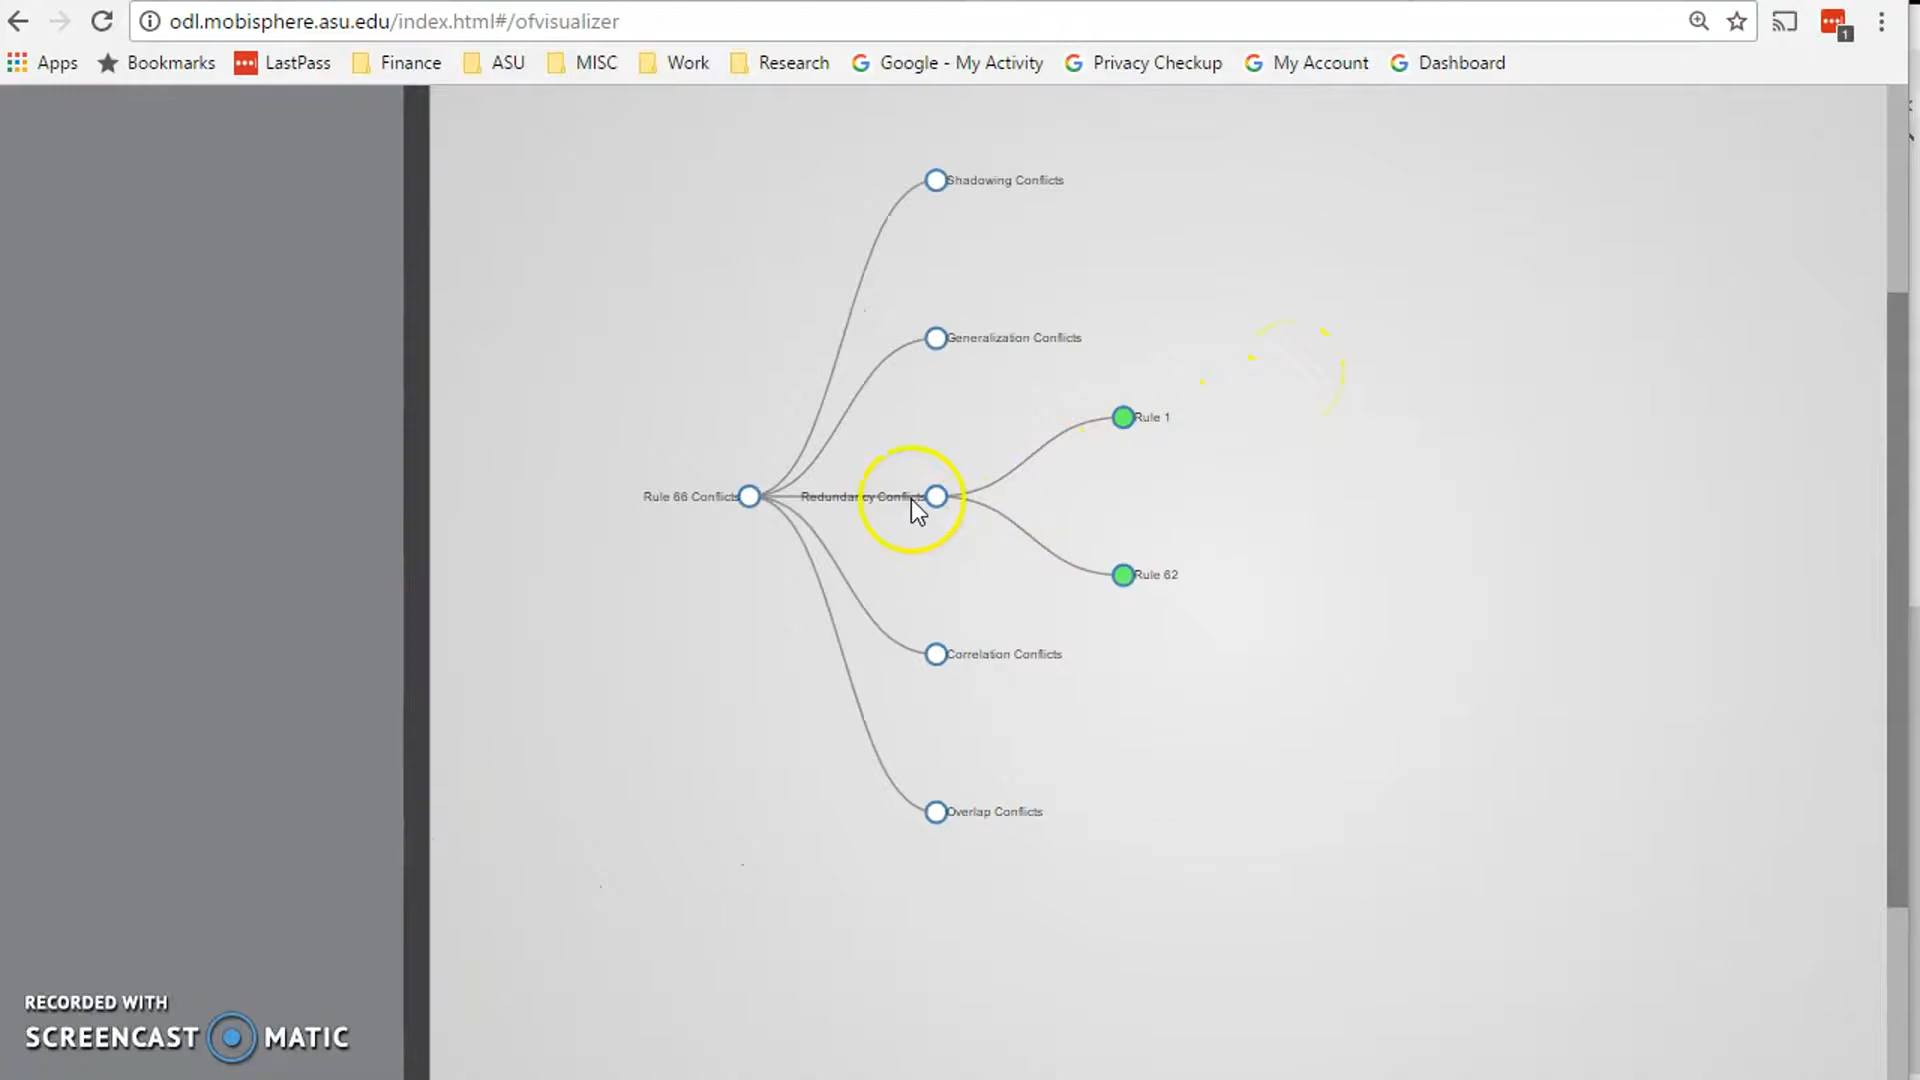 odl.mobisphere.asu.edu/index.html#/ofvisualizer
Apps Bookmarks LastPass Finance ASU MISC Work Research Google - My Activity Privacy Checkup My Account Dashboard
1
Shadowing Conflicts
Generalization Conflicts
Rule 1
Rule 66 Conflicts
Redundancy Conflicts
Rule 62
Correlation Conflicts
Overlap Conflicts
RECORDED WITH
SCREENCAST MATIC